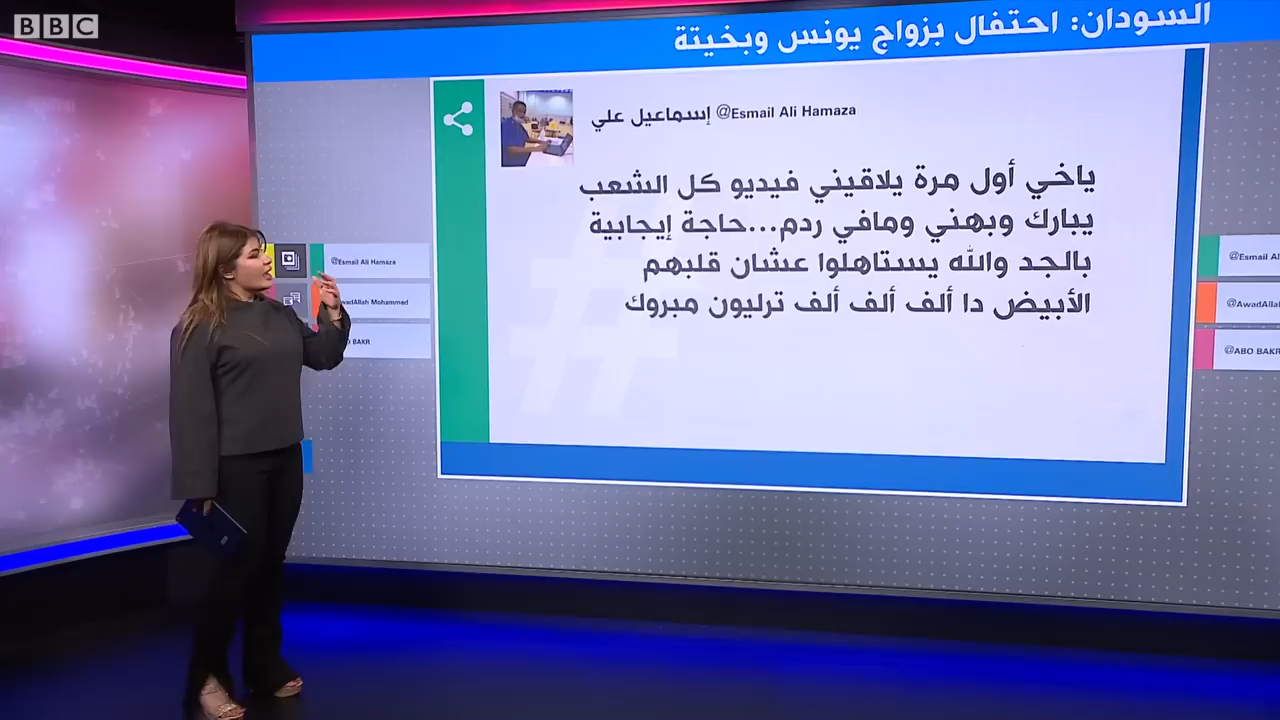 BBC
السودان: احتفال بزواج يونس وبخيتة
إسماعيل علي @Esmail Ali Hamaza
ياخي أول مرة يلاقيني فيديو كل الشعب
يبارك وبهني ومافي ردم...حاجة إيجابية
بالجد والله يستاهلوا عشان قلبهم
الأبيض دا ألف ألف ألف ترليون مبروك
@Esmail Ali Hamaza
AwadAllah Mohammed
BAKR
@Esmail Al
@AwadAlla
@ABO BAKR